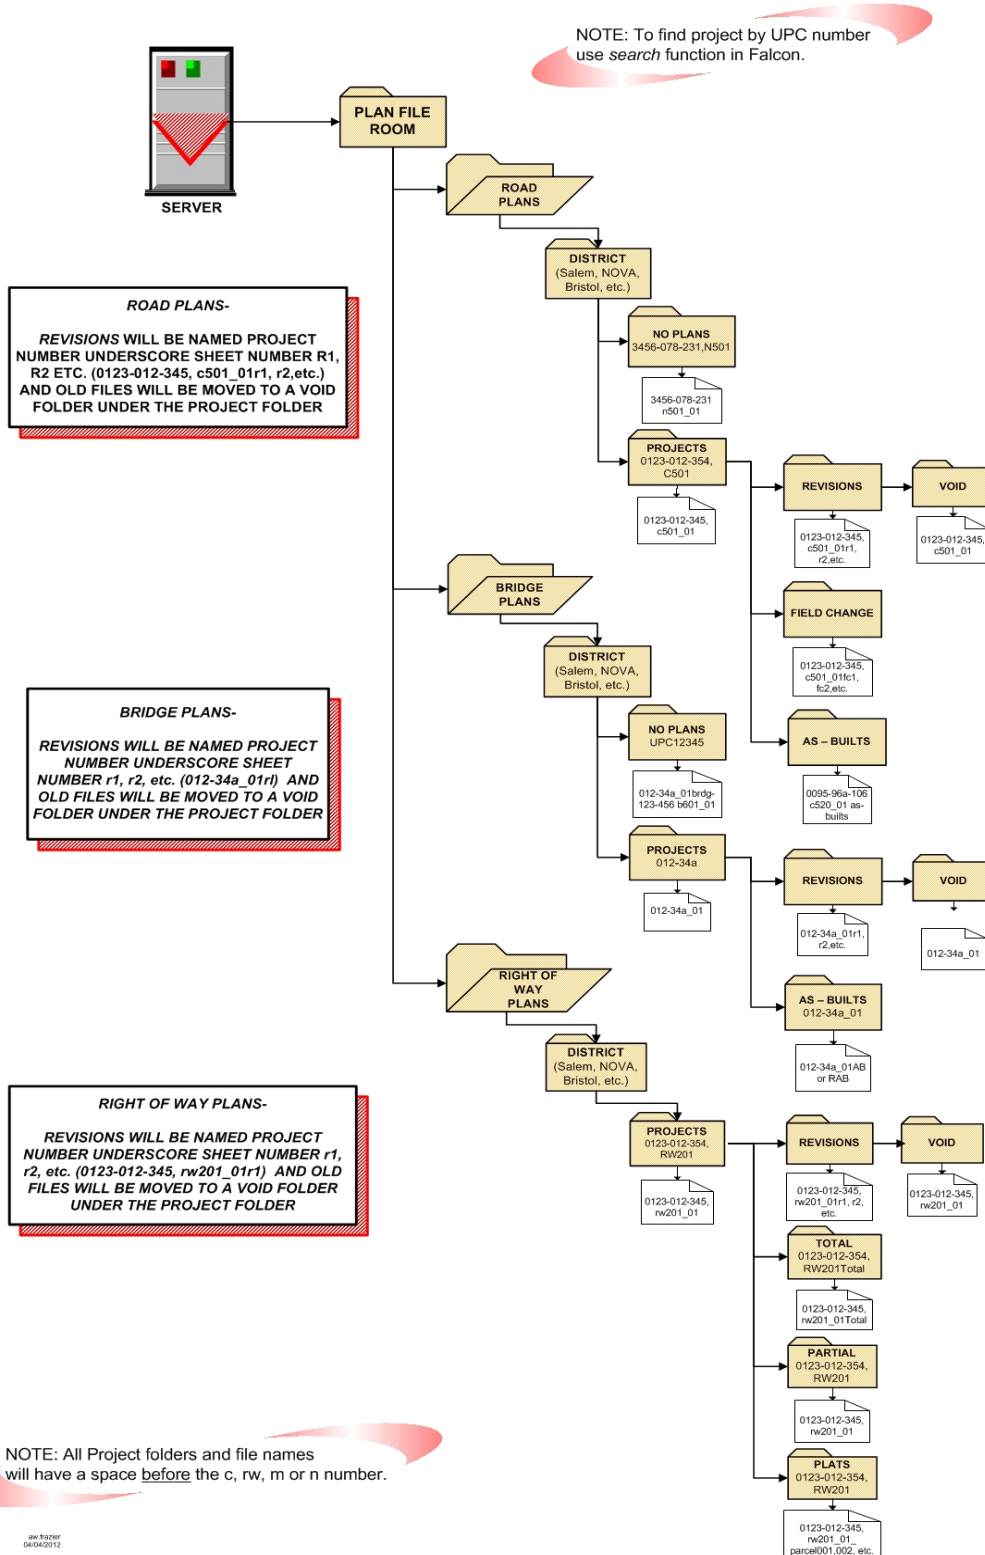 NOTE: To find project by UPC number
use search function in Falcon.
PLAN FILE
ROOM
SERVER
ROAD
PLANS
DISTRICT
(Salem, NOVA,
Bristol, etc.)
NO PLANS
3456-078-231,N501
3456-078-231
n501_01
PROJECTS
0123-012-354,
C501
0123-012-345,
c501_01
REVISIONS
0123-012-345,
c501_01r1,
r2,etc.
VOID
0123-012-345,
c501_01
FIELD CHANGE
0123-012-345,
c501_01fc1,
fc2,etc.
AS – BUILTS
0095-96a-106
c520_01 as-
builts
ROAD PLANS-
REVISIONS WILL BE NAMED PROJECT
NUMBER UNDERSCORE SHEET NUMBER R1,
R2 ETC. (0123-012-345, c501_01r1, r2,etc.)
AND OLD FILES WILL BE MOVED TO A VOID
FOLDER UNDER THE PROJECT FOLDER
BRIDGE
PLANS
DISTRICT
(Salem, NOVA,
Bristol, etc.)
NO PLANS
UPC12345
012-34a_01brdg-
123-456 b601_01
PROJECTS
012-34a
012-34a_01
REVISIONS
012-34a_01r1,
r2,etc.
VOID
012-34a_01
AS – BUILTS
012-34a_01
012-34a_01AB
or RAB
BRIDGE PLANS-
REVISIONS WILL BE NAMED PROJECT
NUMBER UNDERSCORE SHEET
NUMBER r1, r2, etc. (012-34a_01rl) AND
OLD FILES WILL BE MOVED TO A VOID
FOLDER UNDER THE PROJECT FOLDER
RIGHT OF
WAY
PLANS
DISTRICT
(Salem, NOVA,
Bristol, etc.)
PROJECTS
0123-012-354,
RW201
0123-012-345,
rw201_01
REVISIONS
0123-012-345,
rw201_01r1, r2,
etc.
VOID
0123-012-345,
rw201_01
TOTAL
0123-012-354,
RW201Total
0123-012-345,
rw201_01Total
PARTIAL
0123-012-354,
RW201
0123-012-345,
rw201_01
PLATS
0123-012-354,
RW201
0123-012-345,
rw201_01_
parcel001,002, etc.
RIGHT OF WAY PLANS-
REVISIONS WILL BE NAMED PROJECT
NUMBER UNDERSCORE SHEET NUMBER r1,
r2, etc. (0123-012-345, rw201_01r1) AND OLD
FILES WILL BE MOVED TO A VOID FOLDER
UNDER THE PROJECT FOLDER
NOTE: All Project folders and file names
will have a space before the c, rw, m or n number.
aw frazier
04/04/2012